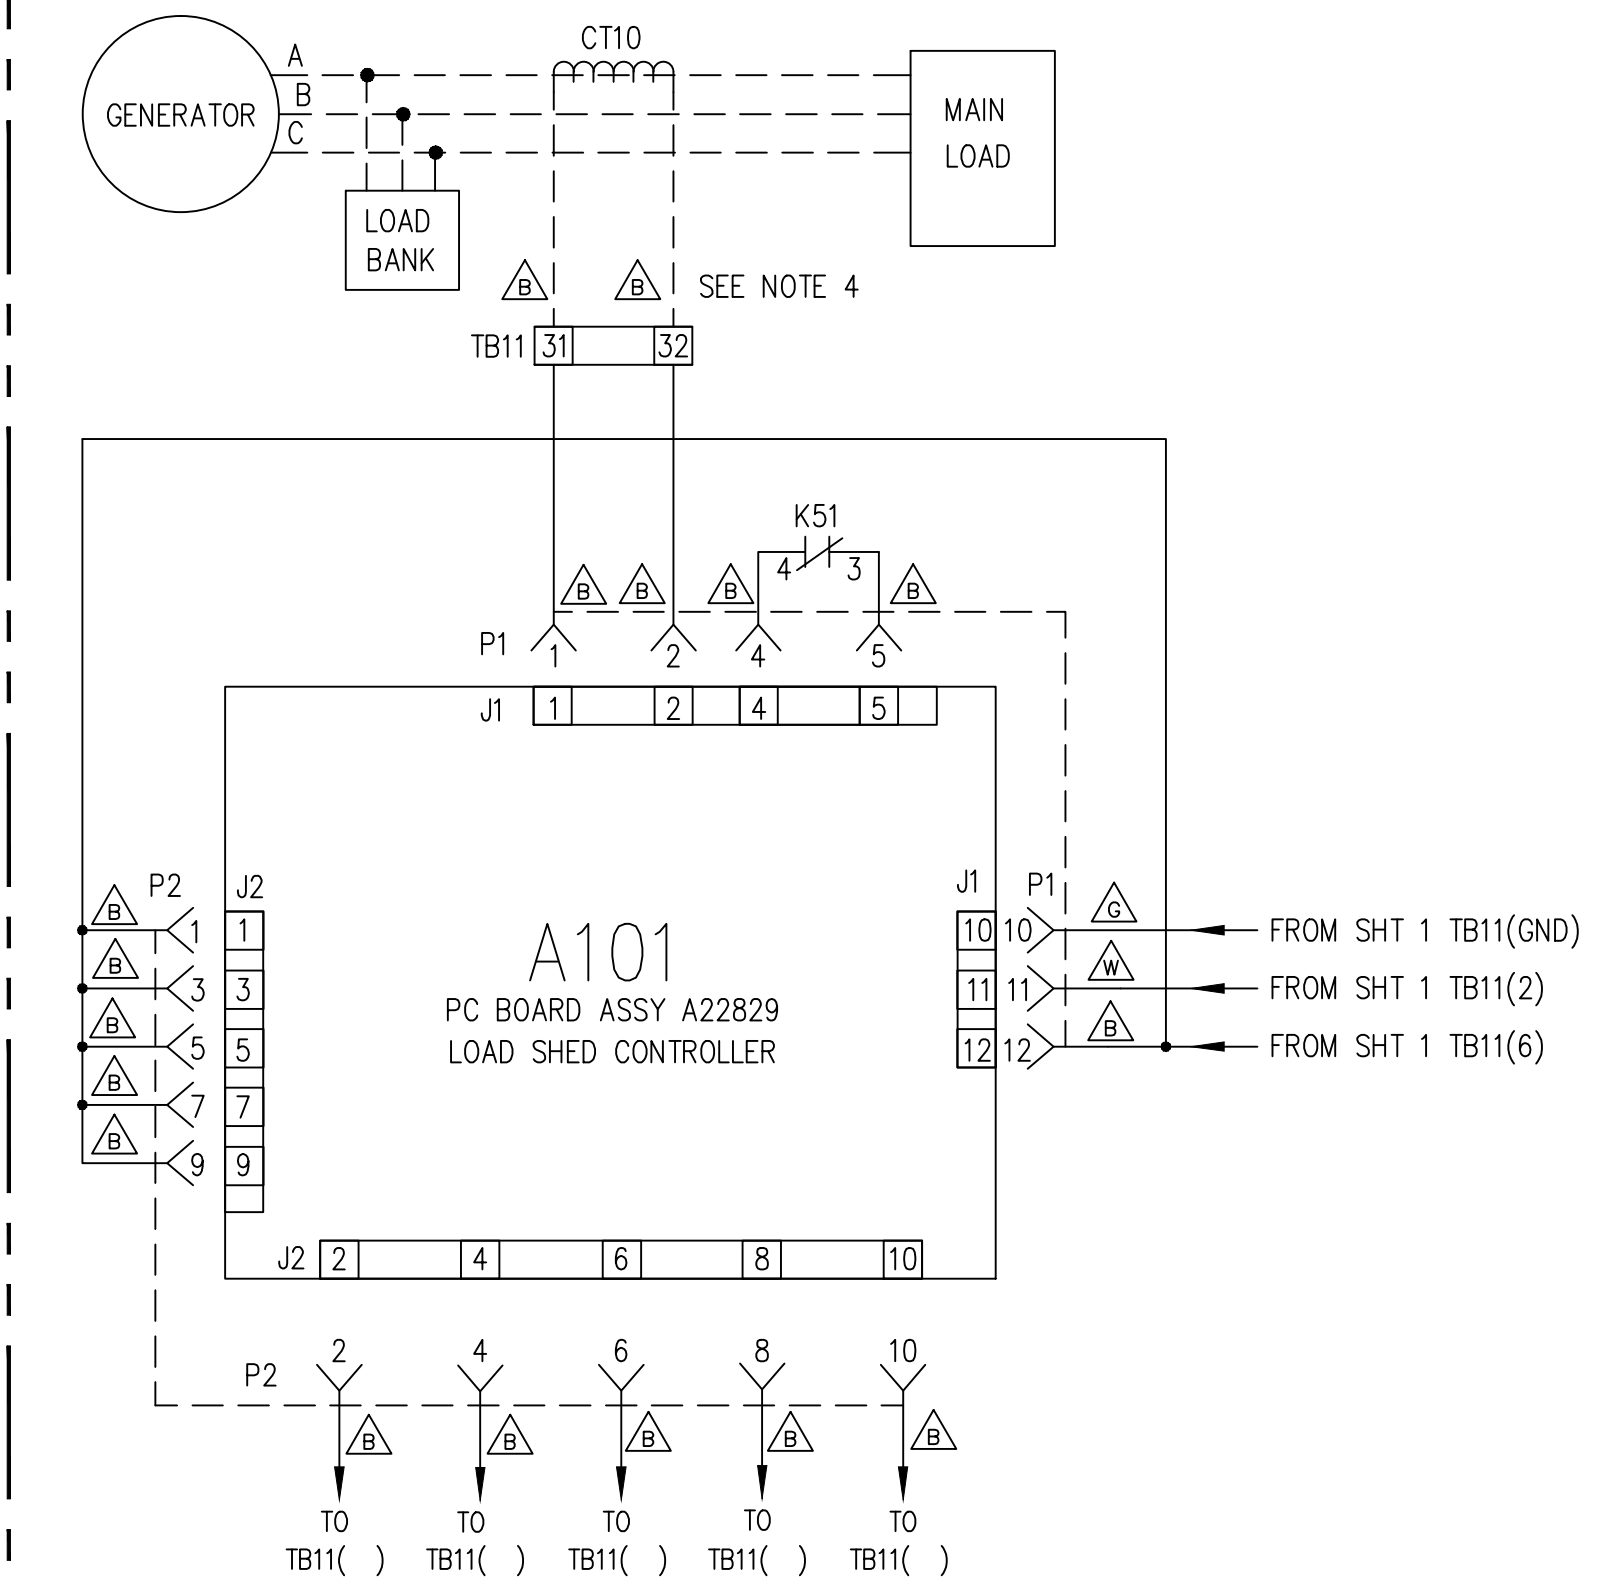 CT10
A
B
C
GENERATOR
MAIN
LOAD
LOAD
BANK
B B SEE NOTE 4
TB11 31 32
K51
4 3
B B B B
P1 1 2 4 5
J1 1 2 4 5
P2 J2
B 1 1
B 3 3
B 5 5
B 7 7
B 9 9
A101
PC BOARD ASSY A22829
LOAD SHED CONTROLLER
J1 P1
10 10 G FROM SHT 1 TB11(GND)
11 11 W FROM SHT 1 TB11(2)
12 12 B FROM SHT 1 TB11(6)
J2 2 4 6 8 10
P2 2 4 6 8 10
B B B B B
TO TO TO TO TO
TB11( ) TB11( ) TB11( ) TB11( ) TB11( )